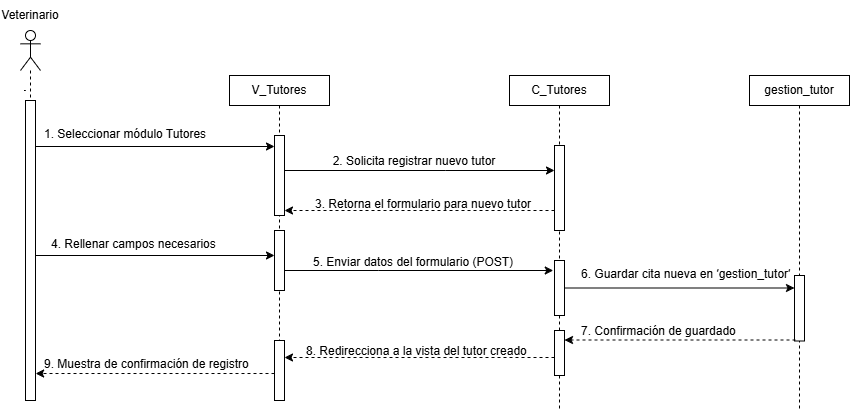 Veterinario
V_Tutores
C_Tutores
gestion_tutor
1. Seleccionar módulo Tutores
2. Solicita registrar nuevo tutor
3. Retorna el formulario para nuevo tutor
4. Rellenar campos necesarios
5. Enviar datos del formulario (POST)
6. Guardar cita nueva en 'gestion_tutor'
7. Confirmación de guardado
8. Redirecciona a la vista del tutor creado
9. Muestra de confirmación de registro